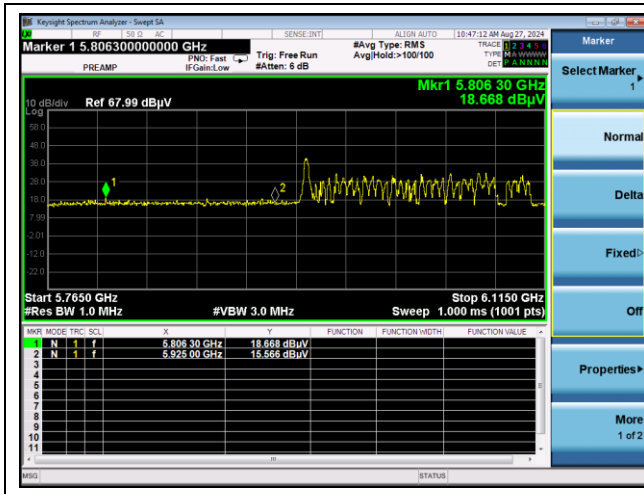 Keysight Spectrum Analyzer - Swept SA
RF 50 Ω AC SENSE:INT ALIGN AUTO 10:47:12 AM Aug 27, 2024
Marker 1 5.806300000000 GHz
PREAMP
PNO: Fast
IFGain:Low
Trig: Free Run
#Atten: 6 dB
#Avg Type: RMS
Avg|Hold:>100/100
TRACE 1 2 3 4 5 6
TYPE M A W W W W
DET P A N N N N
Mkr1 5.806 30 GHz
18.668 dBµV
10 dB/div Ref 67.99 dBµV
Log
58.0
48.0
38.0
28.0
18.0
7.99
-2.01
-12.0
-22.0
1
2
Start 5.7650 GHz Stop 6.1150 GHz
#Res BW 1.0 MHz #VBW 3.0 MHz Sweep 1.000 ms (1001 pts)
MKR MODE TRC SCL X Y FUNCTION FUNCTION WIDTH FUNCTION VALUE
1 N 1 f 5.806 30 GHz 18.668 dBµV
2 N 1 f 5.925 00 GHz 15.566 dBµV
3
4
5
6
7
8
9
10
11
MSG STATUS
Marker
Select Marker
1
Normal
Delta
Fixed
Off
Properties
More
1 of 2